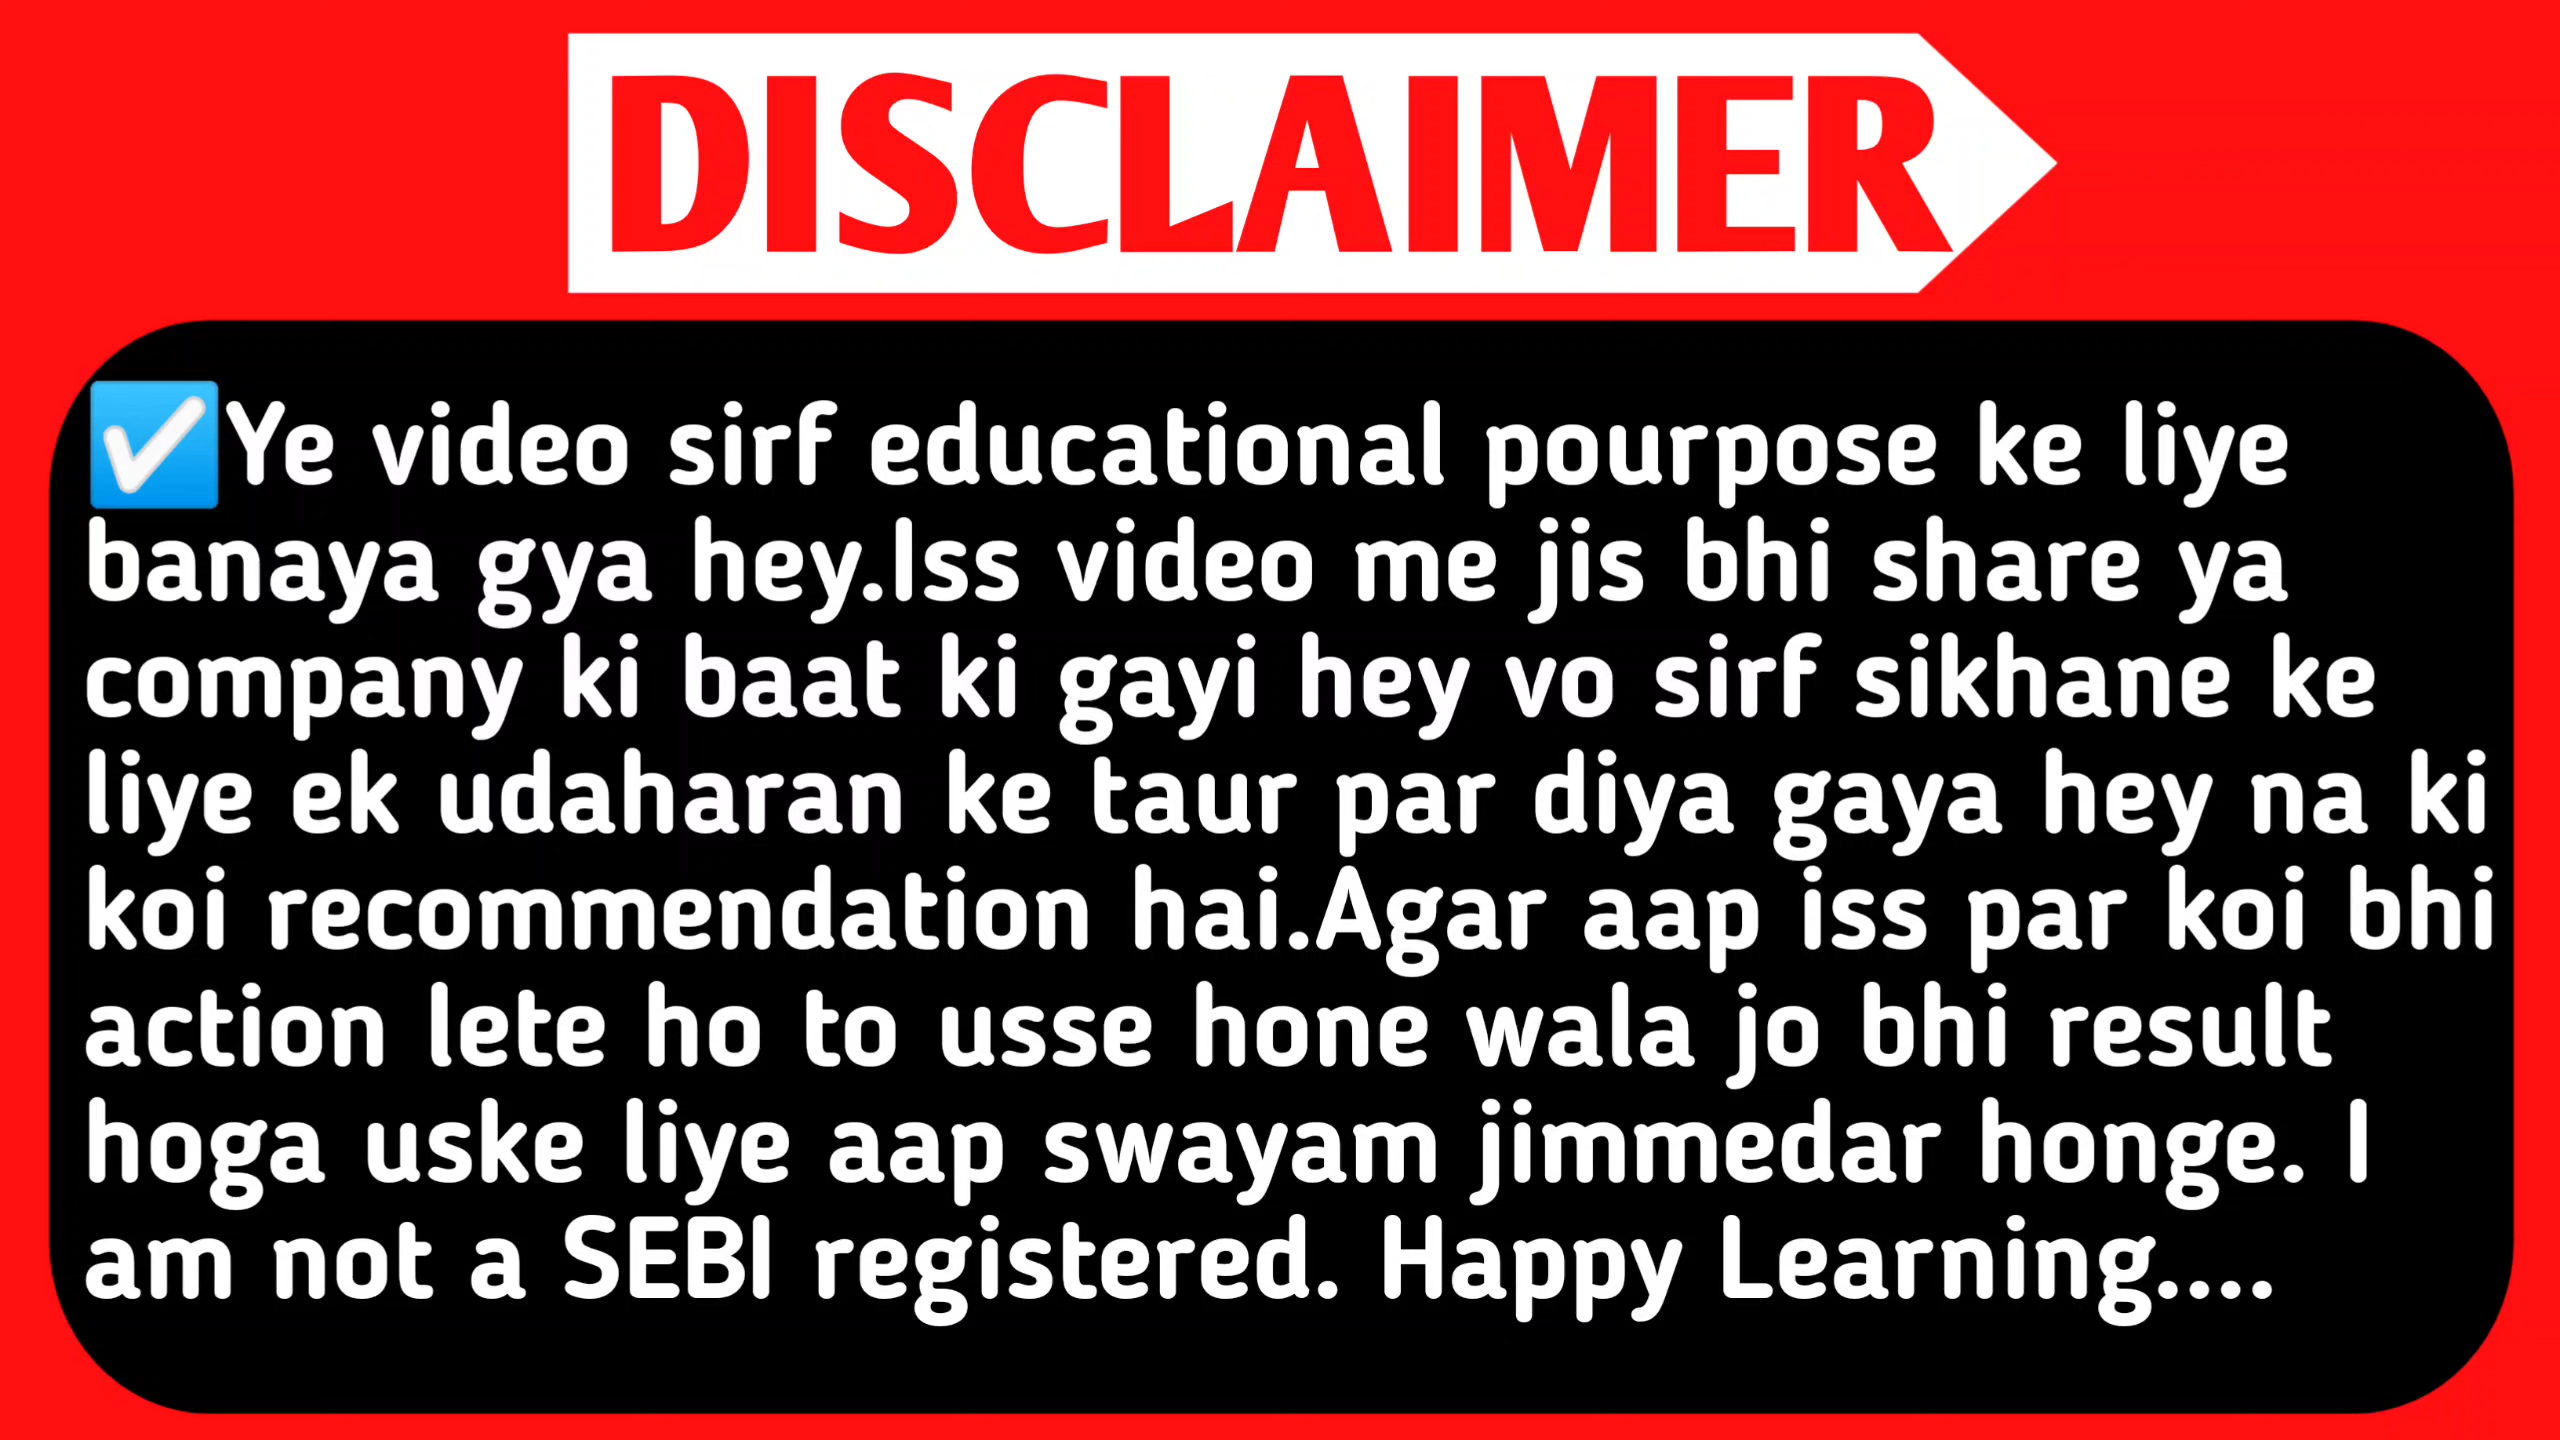 DISCLAIMER
✅Ye video sirf educational pourpose ke liye
banaya gya hey.Iss video me jis bhi share ya
company ki baat ki gayi hey vo sirf sikhane ke
liye ek udaharan ke taur par diya gaya hey na ki
koi recommendation hai.Agar aap iss par koi bhi
action lete ho to usse hone wala jo bhi result
hoga uske liye aap swayam jimmedar honge. I
am not a SEBI registered. Happy Learning....